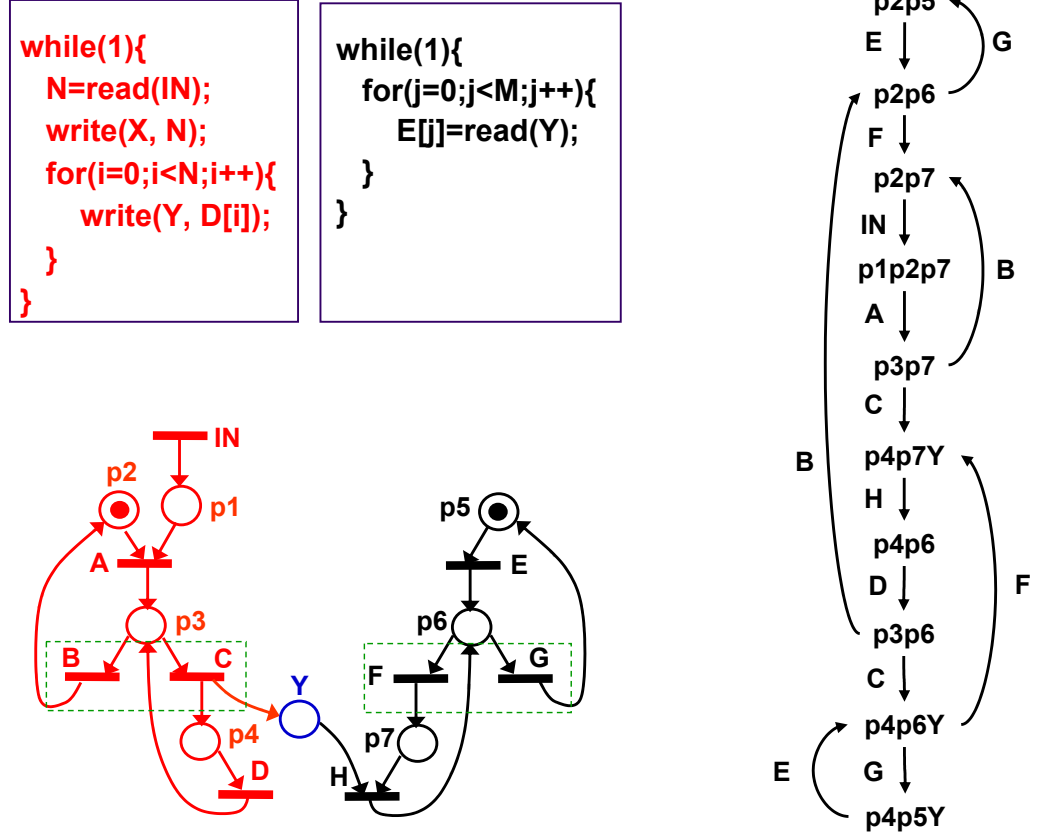 while(1){
N=read(IN);
write(X, N);
for(i=0;i<N;i++){
write(Y, D[i]);
}
}
while(1){
for(j=0;j<M;j++){
E[j]=read(Y);
}
}
IN
p2
p1
A
p3
B
C
p4
D
Y
p5
E
p6
F
G
p7
H
p2p5
E
G
p2p6
F
p2p7
IN
p1p2p7
B
A
p3p7
C
B
p4p7Y
H
p4p6
D
F
p3p6
C
p4p6Y
E
G
p4p5Y